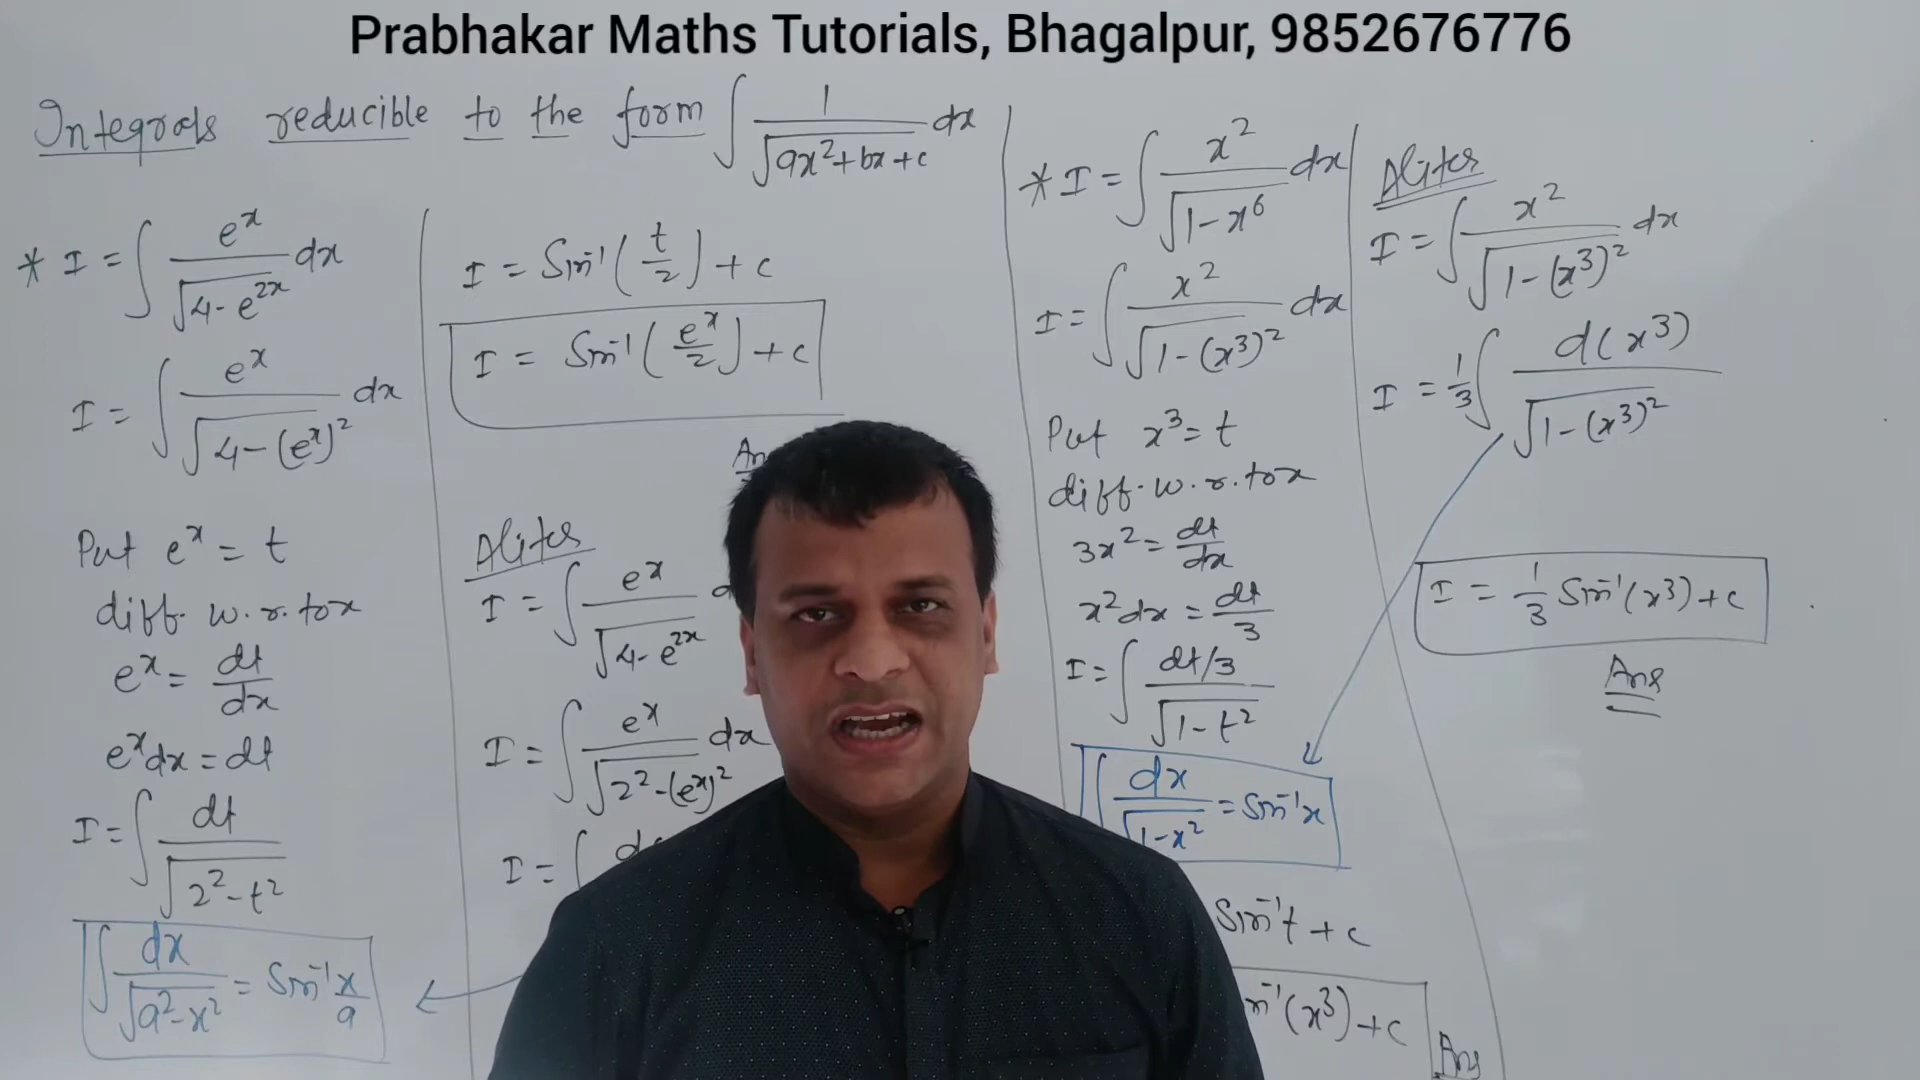 Prabhakar Maths Tutorials, Bhagalpur, 9852676776
Integrals reducible to the form ∫ 1/√(ax²+bx+c) dx
* I = ∫ eˣ/√(4-e²ˣ) dx
I = ∫ eˣ/√(4-(eˣ)²) dx
Put eˣ = t
diff. w.r.to x
eˣ = dt/dx
eˣdx = dt
I = ∫ dt/√(2²-t²)
∫ dx/√(a²-x²) = Sin⁻¹ x/a
I = Sin⁻¹(t/2) + c
I = Sin⁻¹(eˣ/2) + c
Aliter
I = ∫ eˣ/√(4-e²ˣ)
I = ∫ eˣ/√(2²-(eˣ)²) dx
I = ∫
* I = ∫ x²/√(1-x⁶) dx
I = ∫ x²/√(1-(x³)²) dx
Put x³ = t
diff. w.r.to x
3x² = dt/dx
x²dx = dt/3
I = ∫ dt/3/√(1-t²)
∫ dx/√(1-x²) = Sin⁻¹x
Sin⁻¹t + c
(x³) + c
Ans
Aliter
I = ∫ x²/√(1-(x³)²) dx
I = 1/3 ∫ d(x³)/√(1-(x³)²)
I = 1/3 Sin⁻¹(x³) + c
Ans